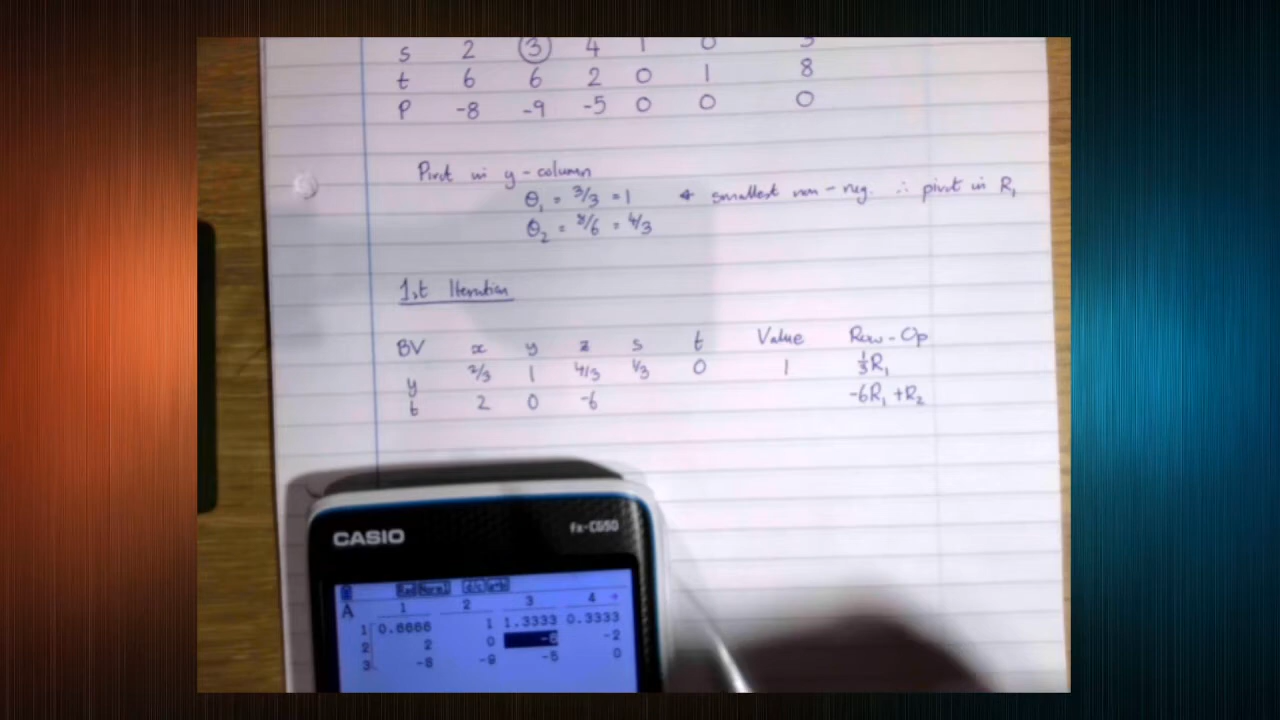 s 2 3 4 1 0 3
t 6 6 2 0 1 8
P -8 -9 -5 0 0 0
Pivot in y-column
θ₁ = 3/3 = 1 ← smallest non-neg. ∴ pivot in R₁
θ₂ = 8/6 = 4/3
1st Iteration
BV x y z s t Value Row-Op
y 2/3 1 4/3 1/3 0 1 1/3R₁
t 2 0 -6 -6R₁ +R₂
CASIO fx-CG50
Rad Norm1 d/c a+bi
A 1 2 3 4
1 0.6666 1 1.3333 0.3333
2 2 0 -6 -2
3 -8 -9 -5 0